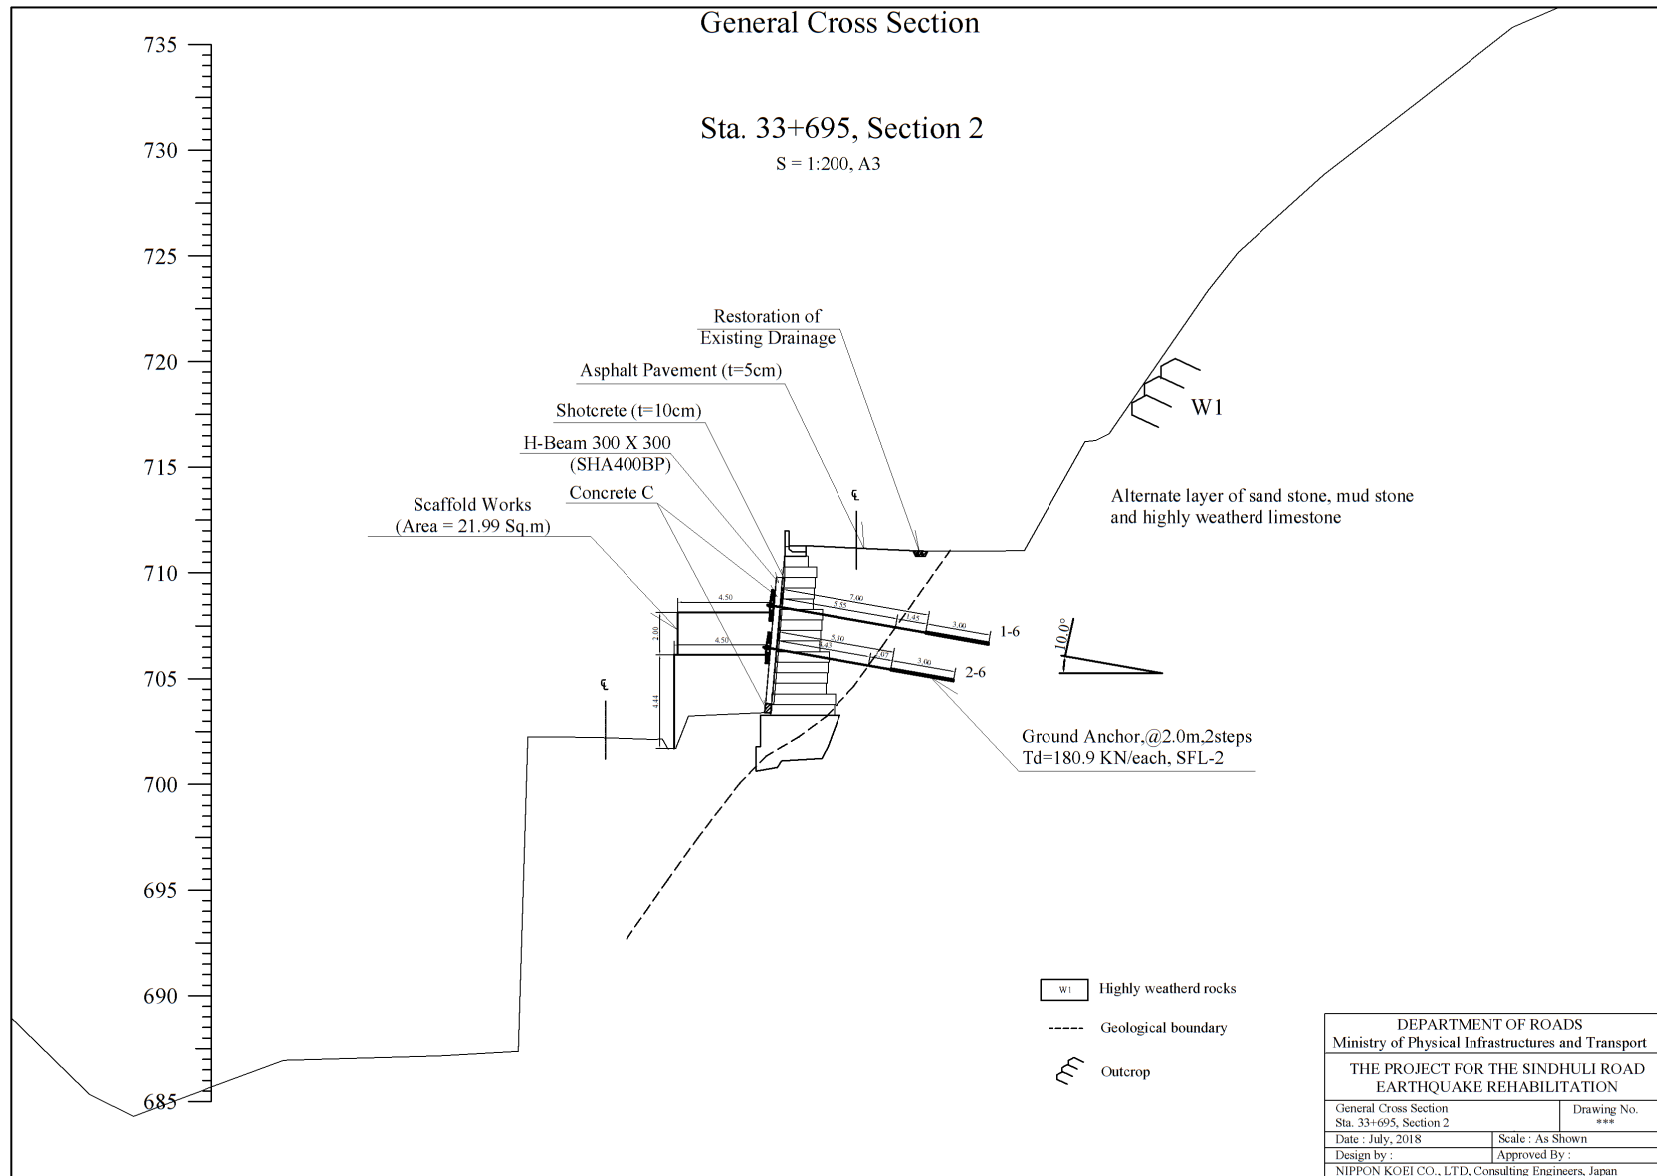 General Cross Section
Sta. 33+695, Section 2
S = 1:200, A3
735
730
725
720
715
710
705
700
695
690
685
Restoration of
Existing Drainage
Asphalt Pavement (t=5cm)
Shotcrete (t=10cm)
H-Beam 300 X 300
(SHA400BP)
Concrete C
Scaffold Works
(Area = 21.99 Sq.m)
W1
Alternate layer of sand stone, mud stone
and highly weatherd limestone
4.50
2.00
4.50
4.44
7.00
5.55
1.45
3.00
1-6
5.10
4.43
3.00
2-6
10.0°
Ground Anchor,@2.0m,2steps
Td=180.9 KN/each, SFL-2
W1 Highly weatherd rocks
Geological boundary
Outcrop
DEPARTMENT OF ROADS
Ministry of Physical Infrastructures and Transport
THE PROJECT FOR THE SINDHULI ROAD
EARTHQUAKE REHABILITATION
General Cross Section
Sta. 33+695, Section 2
Drawing No.
***
Date : July, 2018
Scale : As Shown
Design by :
Approved By :
NIPPON KOEI CO., LTD, Consulting Engineers, Japan